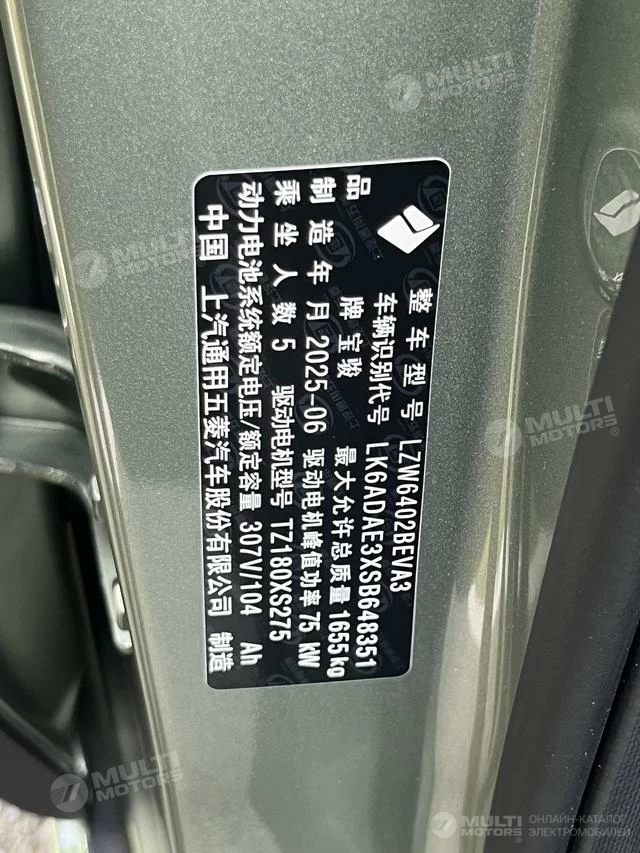 整车型号 LZW6402BEVA3
车辆识别代号 LK6ADAE3XSB648351
品牌 宝骏 最大允许总质量 1655kg
制造年月 2025-06 驱动电机峰值功率 75 kW
乘坐人数 5 驱动电机型号 TZ180XS275
动力电池系统额定电压/额定容量 307V/104 Ah
中国 上汽通用五菱汽车股份有限公司 制造
MULTI MOTORS
MULTI MOTORS
MULTI MOTORS
MULTI MOTORS
MULTI MOTORS
MULTI MOTORS
ОНЛАЙН-КАТАЛОГ
ЭЛЕКТРОМОБИЛЕЙ